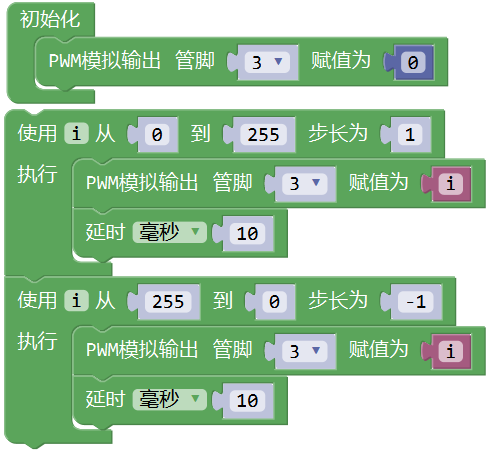 初始化
PWM模拟输出 管脚 3 赋值为 0
使用 i 从 0 到 255 步长为 1
执行 PWM模拟输出 管脚 3 赋值为 i
延时 毫秒 10
使用 i 从 255 到 0 步长为 -1
执行 PWM模拟输出 管脚 3 赋值为 i
延时 毫秒 10